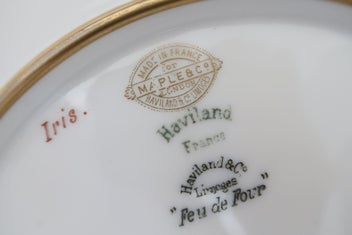 MADE IN FRANCE
for
MAPLE & Co
LONDON
HAVILAND & Co LIMOGES
Iris.
Haviland
France
Haviland & Co
Limoges
"Feu de Four"